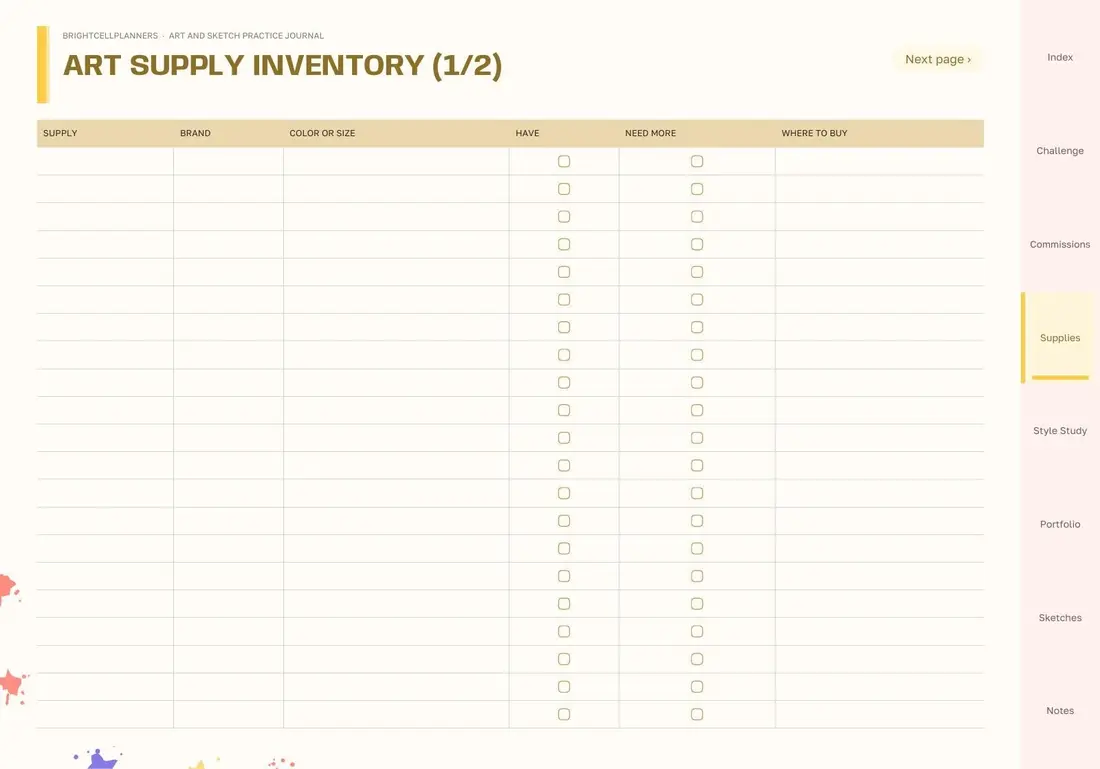 BRIGHTCELLPLANNERS · ART AND SKETCH PRACTICE JOURNAL
ART SUPPLY INVENTORY (1/2)
Next page ›
SUPPLY BRAND COLOR OR SIZE HAVE NEED MORE WHERE TO BUY
Index
Challenge
Commissions
Supplies
Style Study
Portfolio
Sketches
Notes